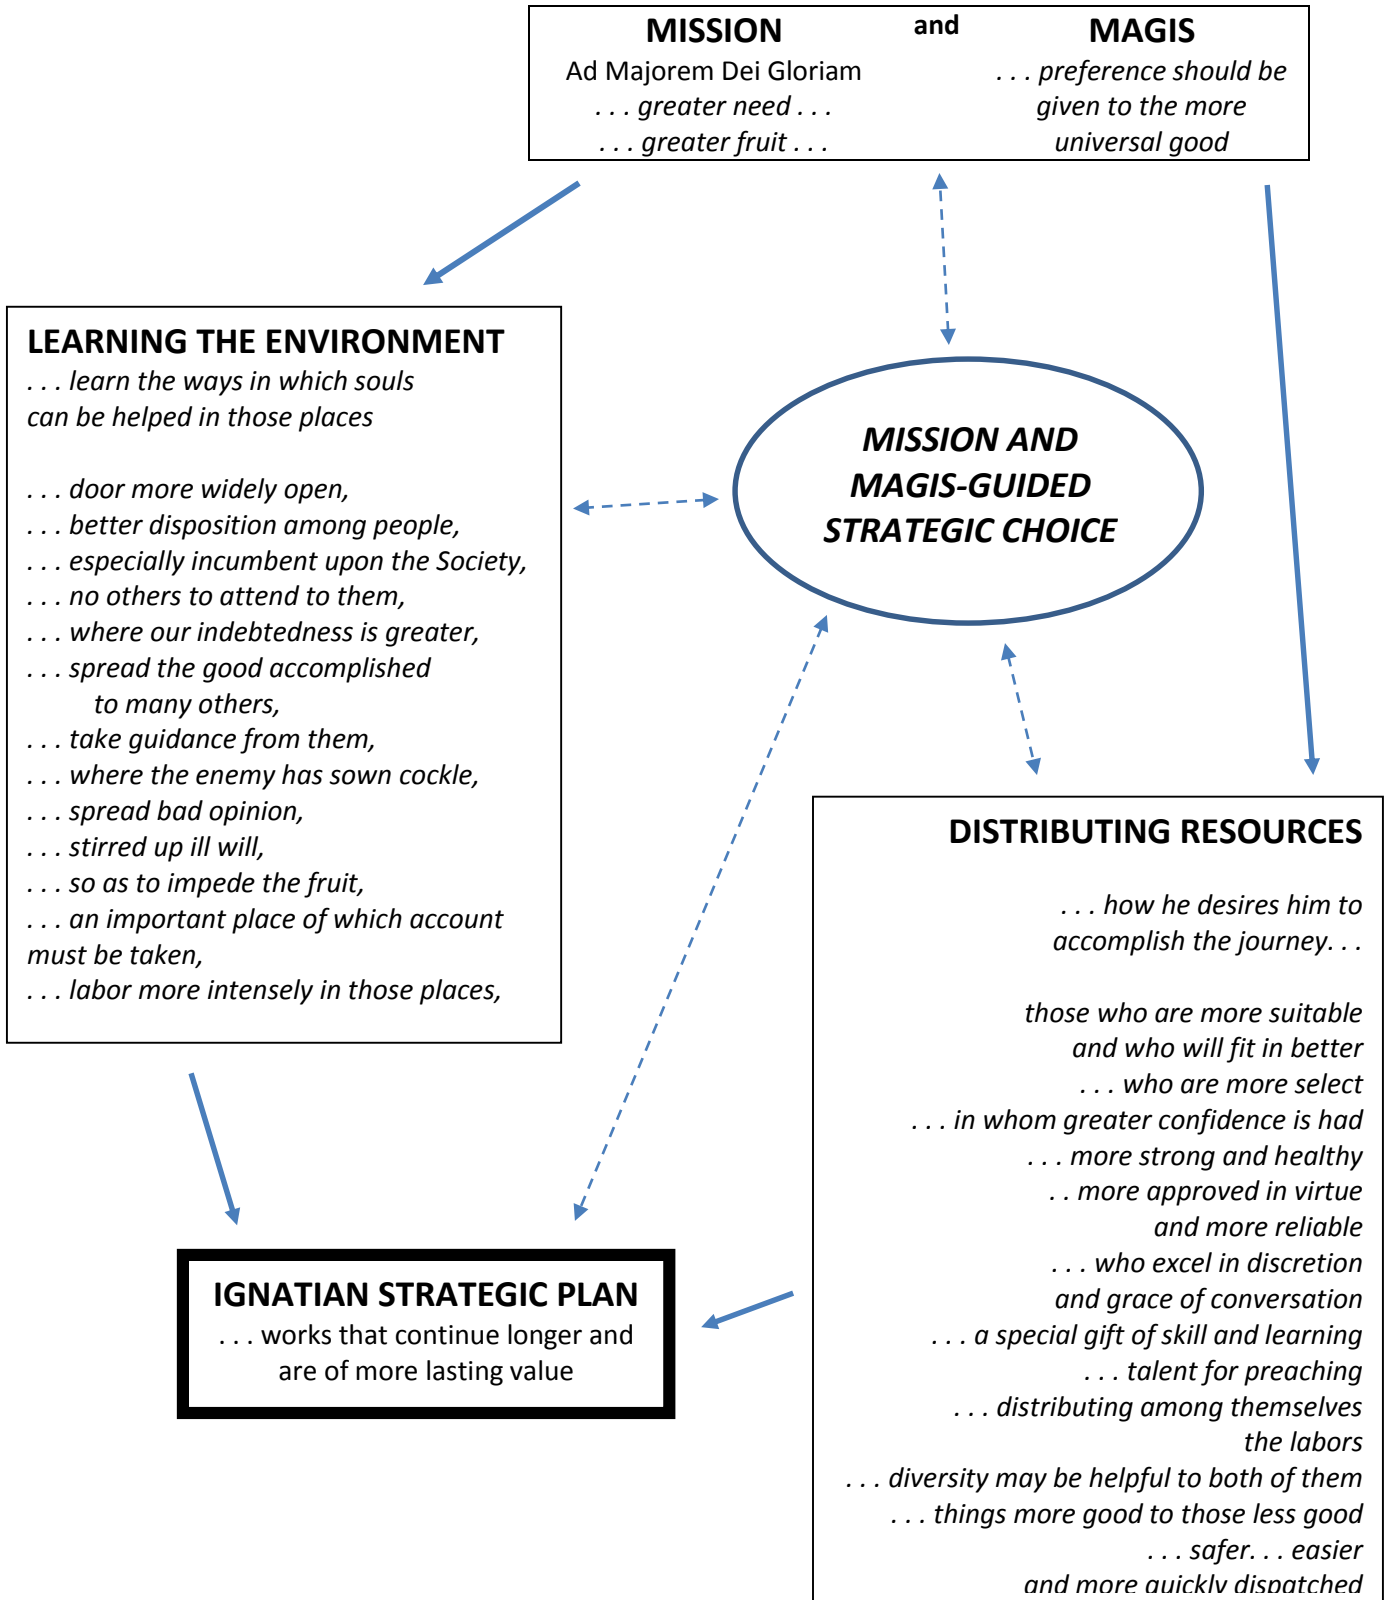 MISSION and MAGIS
Ad Majorem Dei Gloriam
. . . greater need . . .
. . . greater fruit . . .
. . . preference should be
given to the more
universal good
LEARNING THE ENVIRONMENT
. . . learn the ways in which souls
can be helped in those places
. . . door more widely open,
. . . better disposition among people,
. . . especially incumbent upon the Society,
. . . no others to attend to them,
. . . where our indebtedness is greater,
. . . spread the good accomplished
to many others,
. . . take guidance from them,
. . . where the enemy has sown cockle,
. . . spread bad opinion,
. . . stirred up ill will,
. . . so as to impede the fruit,
. . . an important place of which account
must be taken,
. . . labor more intensely in those places,
MISSION AND
MAGIS-GUIDED
STRATEGIC CHOICE
DISTRIBUTING RESOURCES
. . . how he desires him to
accomplish the journey. . .
those who are more suitable
and who will fit in better
. . . who are more select
. . . in whom greater confidence is had
. . . more strong and healthy
. . more approved in virtue
and more reliable
. . . who excel in discretion
and grace of conversation
. . . a special gift of skill and learning
. . . talent for preaching
. . . distributing among themselves
the labors
. . . diversity may be helpful to both of them
. . . things more good to those less good
. . . safer. . . easier
and more quickly dispatched
IGNATIAN STRATEGIC PLAN
. . . works that continue longer and
are of more lasting value